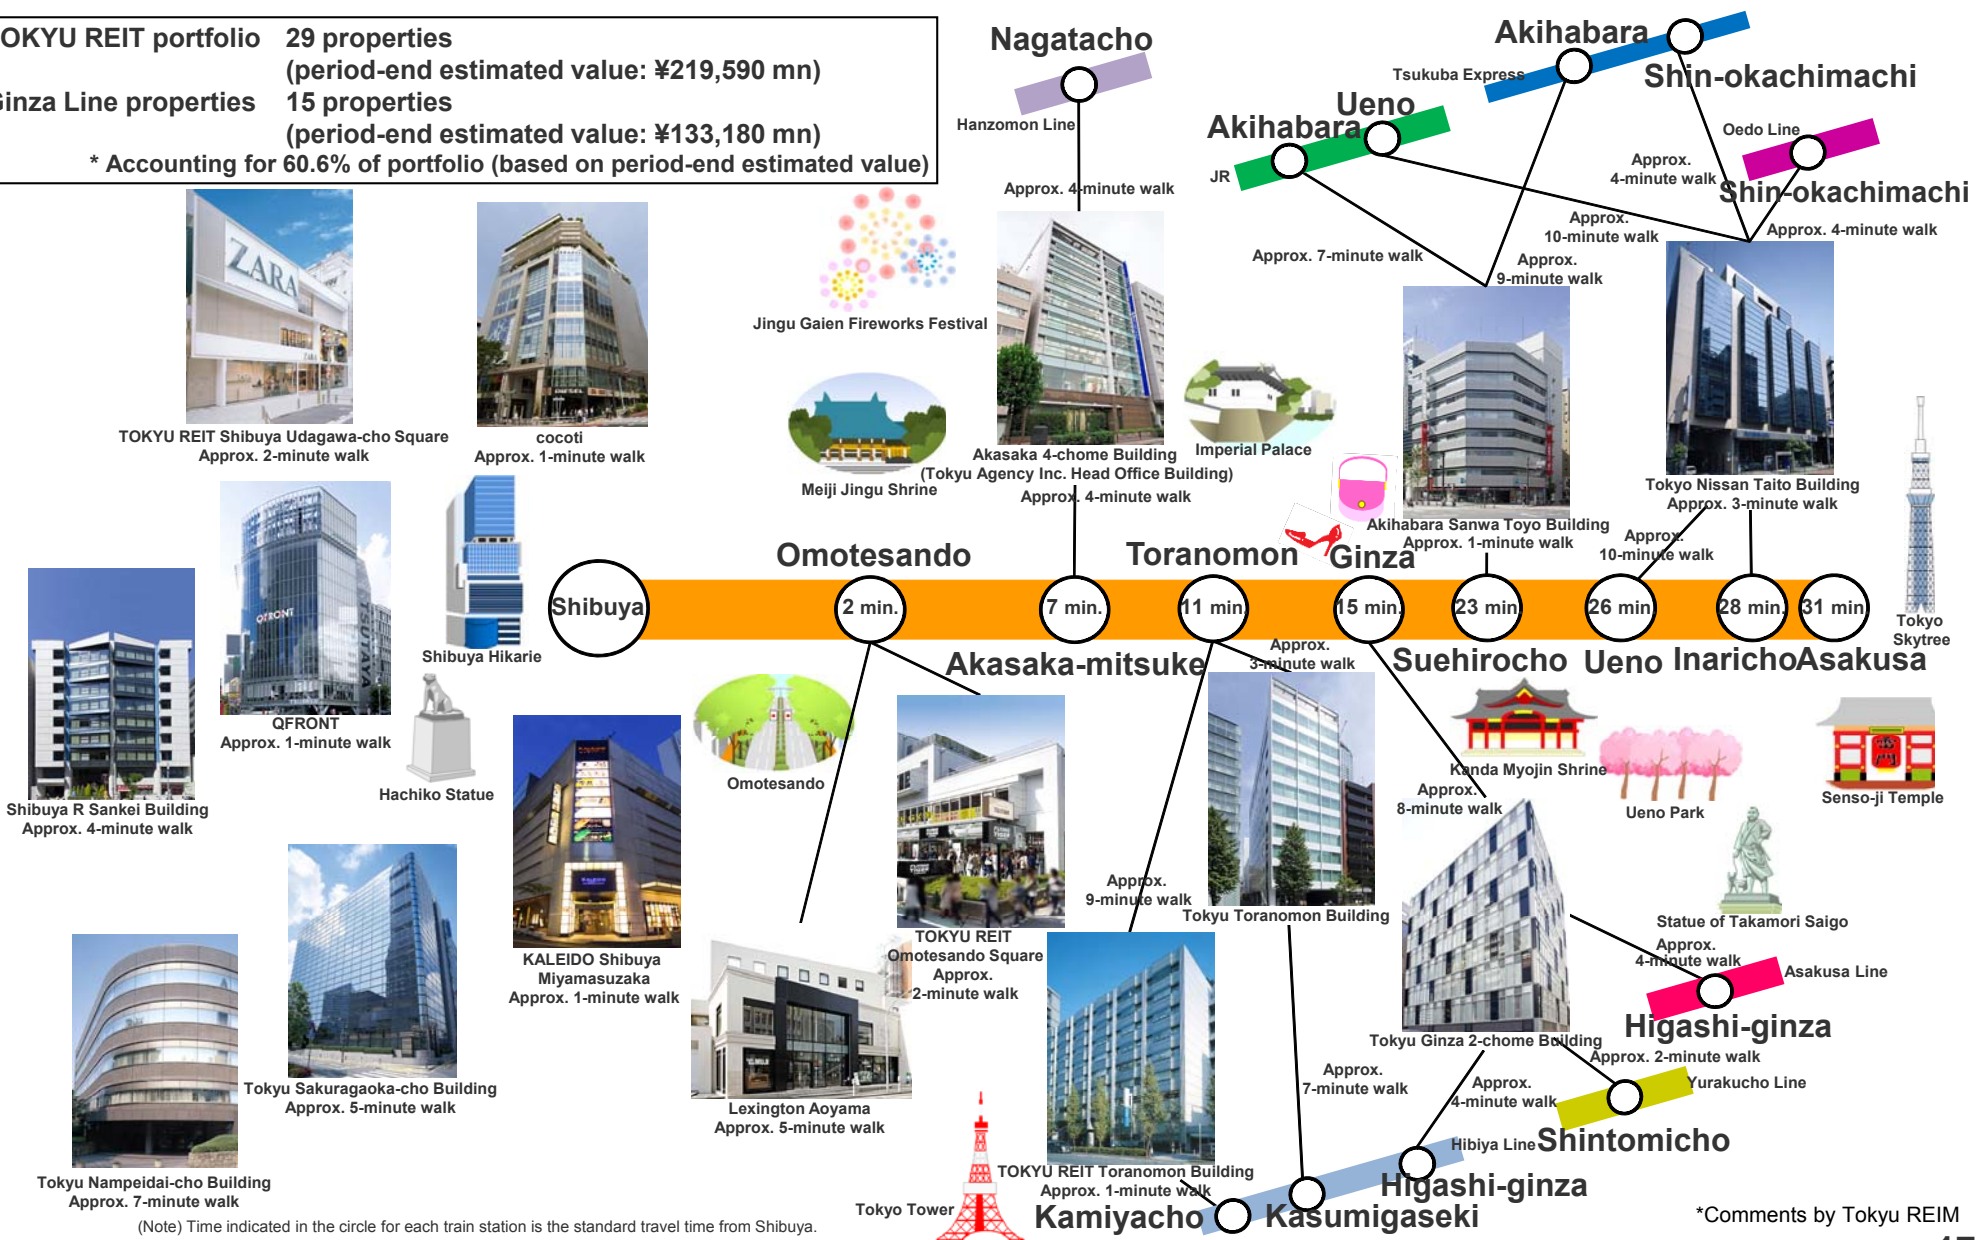 OKYU REIT portfolio 29 properties
(period-end estimated value: ¥219,590 mn)
Ginza Line properties 15 properties
(period-end estimated value: ¥133,180 mn)
* Accounting for 60.6% of portfolio (based on period-end estimated value)
Nagatacho
Hanzomon Line
Approx. 4-minute walk
Akihabara
Tsukuba Express
Shin-okachimachi
Ueno
Akihabara
JR
Oedo Line
Shin-okachimachi
Approx.
4-minute walk
Approx. 4-minute walk
Approx.
10-minute walk
Approx. 7-minute walk
Approx.
9-minute walk
ZARA
ZARA
TOKYU REIT Shibuya Udagawa-cho Square
Approx. 2-minute walk
DIESEL
cocoti
Approx. 1-minute walk
Jingu Gaien Fireworks Festival
Meiji Jingu Shrine
Akasaka 4-chome Building
(Tokyu Agency Inc. Head Office Building)
Approx. 4-minute walk
Imperial Palace
Akihabara Sanwa Toyo Building
Approx. 1-minute walk
Tokyo Nissan Taito Building
Approx. 3-minute walk
Approx.
10-minute walk
Tokyo
Skytree
QFRONT
TSUTAYA
QFRONT
Approx. 1-minute walk
Shibuya Hikarie
Hachiko Statue
Shibuya R Sankei Building
Approx. 4-minute walk
Omotesando
Toranomon
Ginza
Shibuya
2 min.
7 min.
11 min.
15 min.
23 min.
26 min.
28 min.
31 min.
Akasaka-mitsuke
Suehirocho
Ueno
Inaricho
Asakusa
Approx.
3-minute walk
Omotesando
Kanda Myojin Shrine
Ueno Park
Senso-ji Temple
Approx.
8-minute walk
Statue of Takamori Saigo
KALEIDO Shibuya
Miyamasuzaka
Approx. 1-minute walk
TOKYU REIT
Omotesando Square
Approx.
2-minute walk
Approx.
9-minute walk
Tokyu Toranomon Building
Approx.
4-minute walk
Asakusa Line
Higashi-ginza
Tokyu Ginza 2-chome Building
Approx. 2-minute walk
Yurakucho Line
Shintomicho
Approx.
4-minute walk
Approx.
7-minute walk
Tokyu Sakuragaoka-cho Building
Approx. 5-minute walk
Lexington Aoyama
Approx. 5-minute walk
Tokyu Nampeidai-cho Building
Approx. 7-minute walk
TOKYU REIT Toranomon Building
Approx. 1-minute walk
Hibiya Line
Higashi-ginza
Kasumigaseki
Kamiyacho
Tokyo Tower
(Note) Time indicated in the circle for each train station is the standard travel time from Shibuya.
*Comments by Tokyu REIM